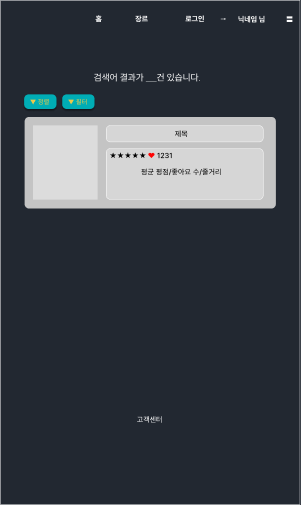 홈 장르 로그인 → 닉네임 님
검색어 결과가 __건 있습니다.
▼ 정렬 ▼ 필터
제목
★★★★★ ♥ 1231
평균 평점/좋아요 수/줄거리
고객센터